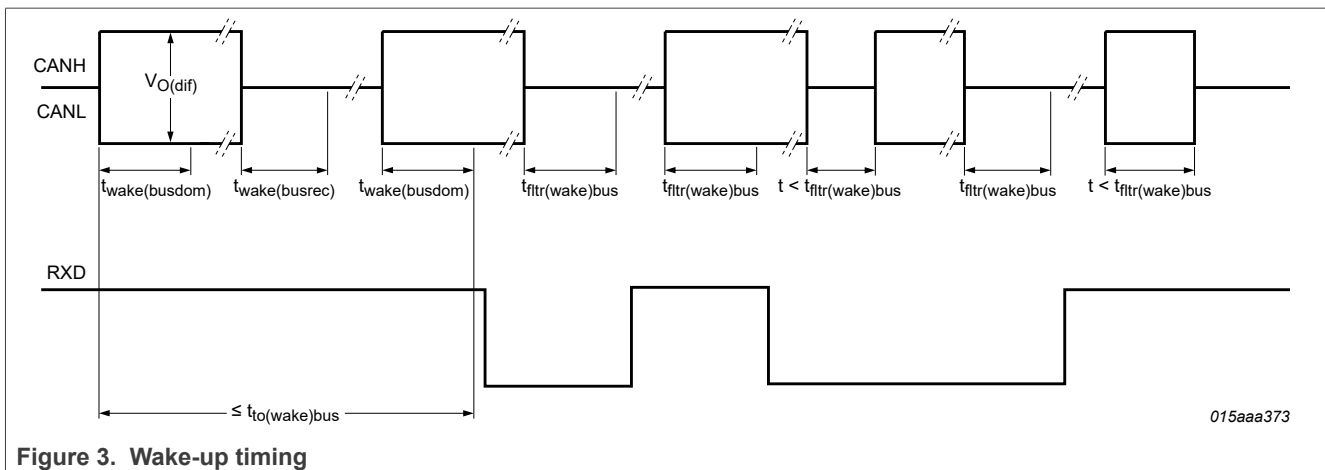 CANH
CANL
VO(dif)
twake(busdom)
twake(busrec)
twake(busdom)
tfltr(wake)bus
tfltr(wake)bus
t < tfltr(wake)bus
tfltr(wake)bus
t < tfltr(wake)bus
RXD
≤ tto(wake)bus
015aaa373
Figure 3. Wake-up timing